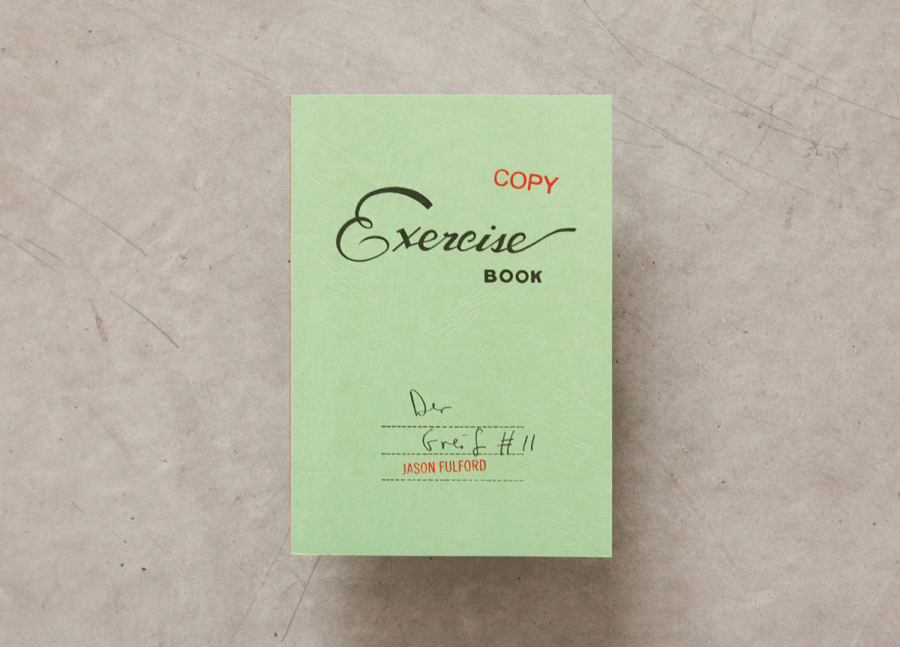 COPY
Exercise
BOOK
Der
Greif #11
JASON FULFORD